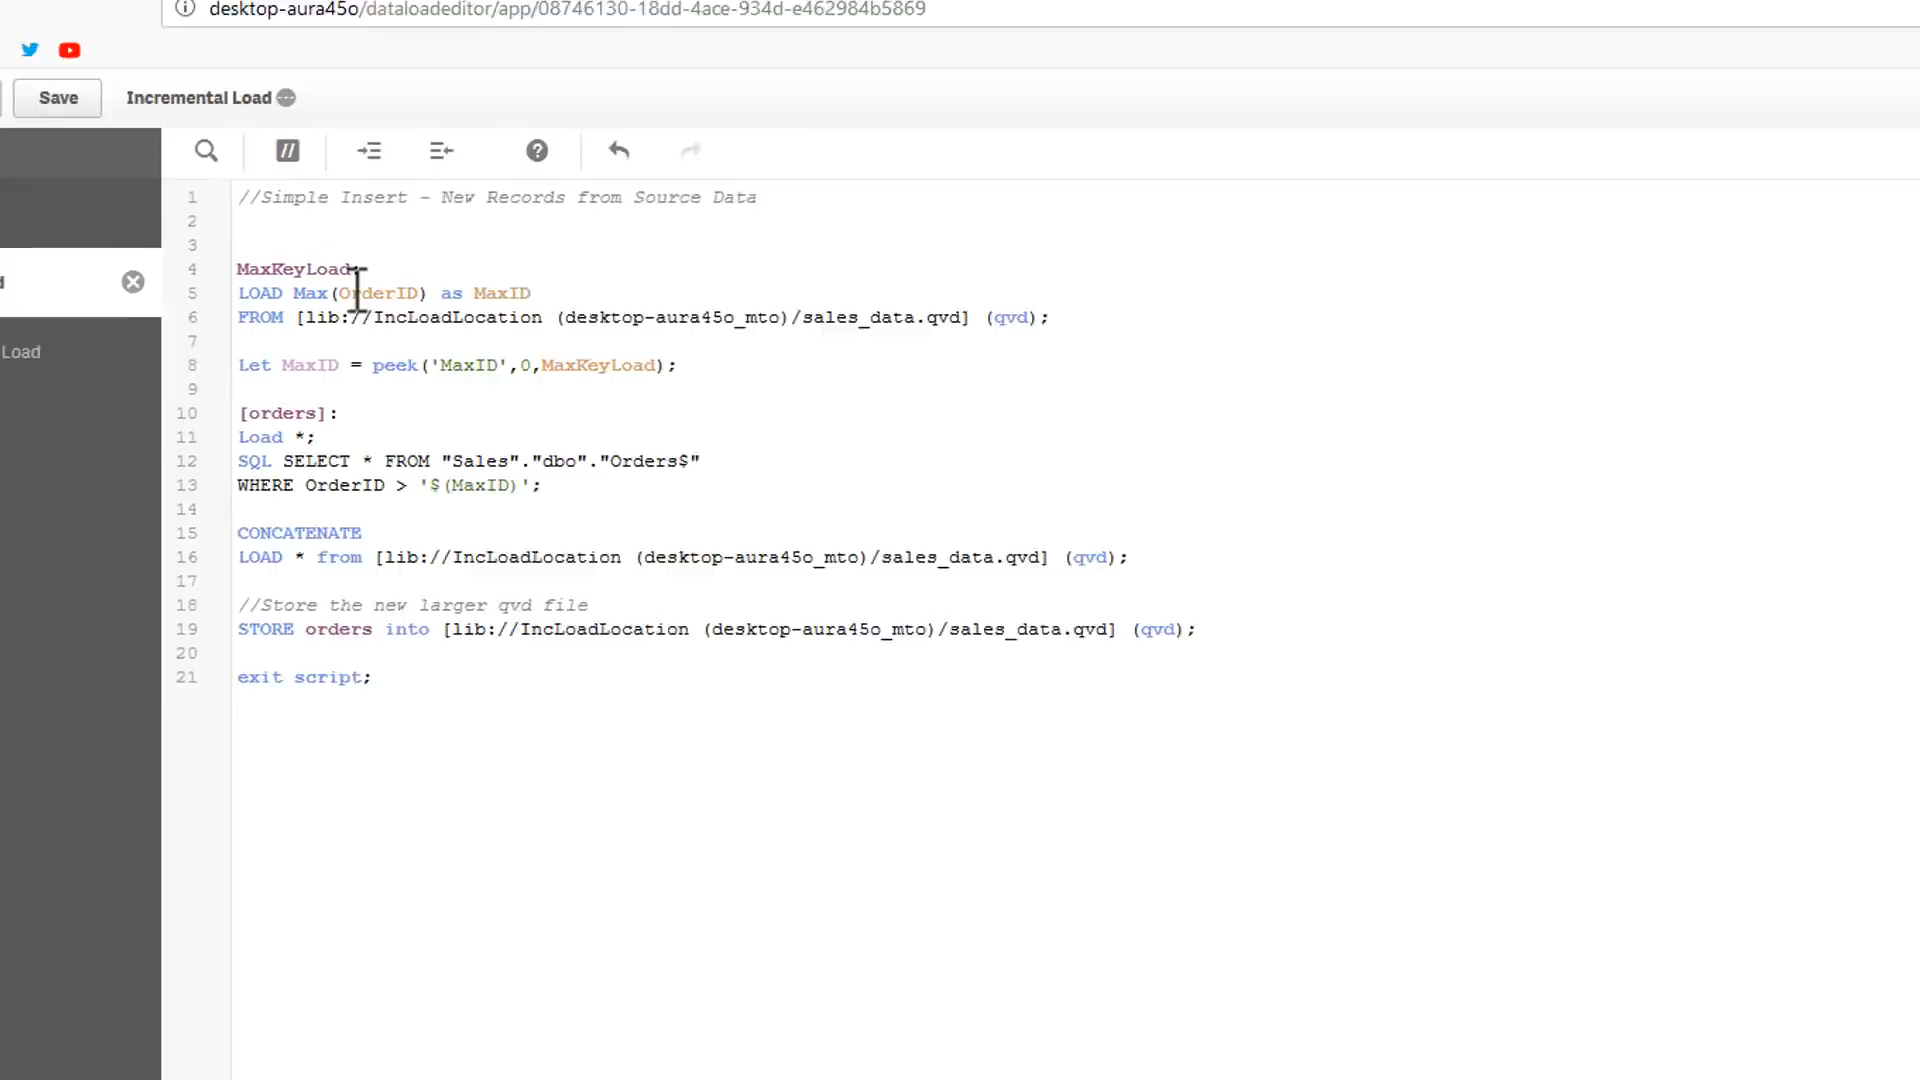 desktop-aura45o/dataloadeditor/app/08746130-18dd-4ace-934d-e462984b5869
Save
Incremental Load
//
d
Load
1 //Simple Insert - New Records from Source Data
2
3
4 MaxKeyLoad:
5 LOAD Max(OrderID) as MaxID
6 FROM [lib://IncLoadLocation (desktop-aura45o_mto)/sales_data.qvd] (qvd);
7
8 Let MaxID = peek('MaxID',0,MaxKeyLoad);
9
10 [orders]:
11 Load *;
12 SQL SELECT * FROM "Sales"."dbo"."Orders$"
13 WHERE OrderID > '$(MaxID)';
14
15 CONCATENATE
16 LOAD * from [lib://IncLoadLocation (desktop-aura45o_mto)/sales_data.qvd] (qvd);
17
18 //Store the new larger qvd file
19 STORE orders into [lib://IncLoadLocation (desktop-aura45o_mto)/sales_data.qvd] (qvd);
20
21 exit script;